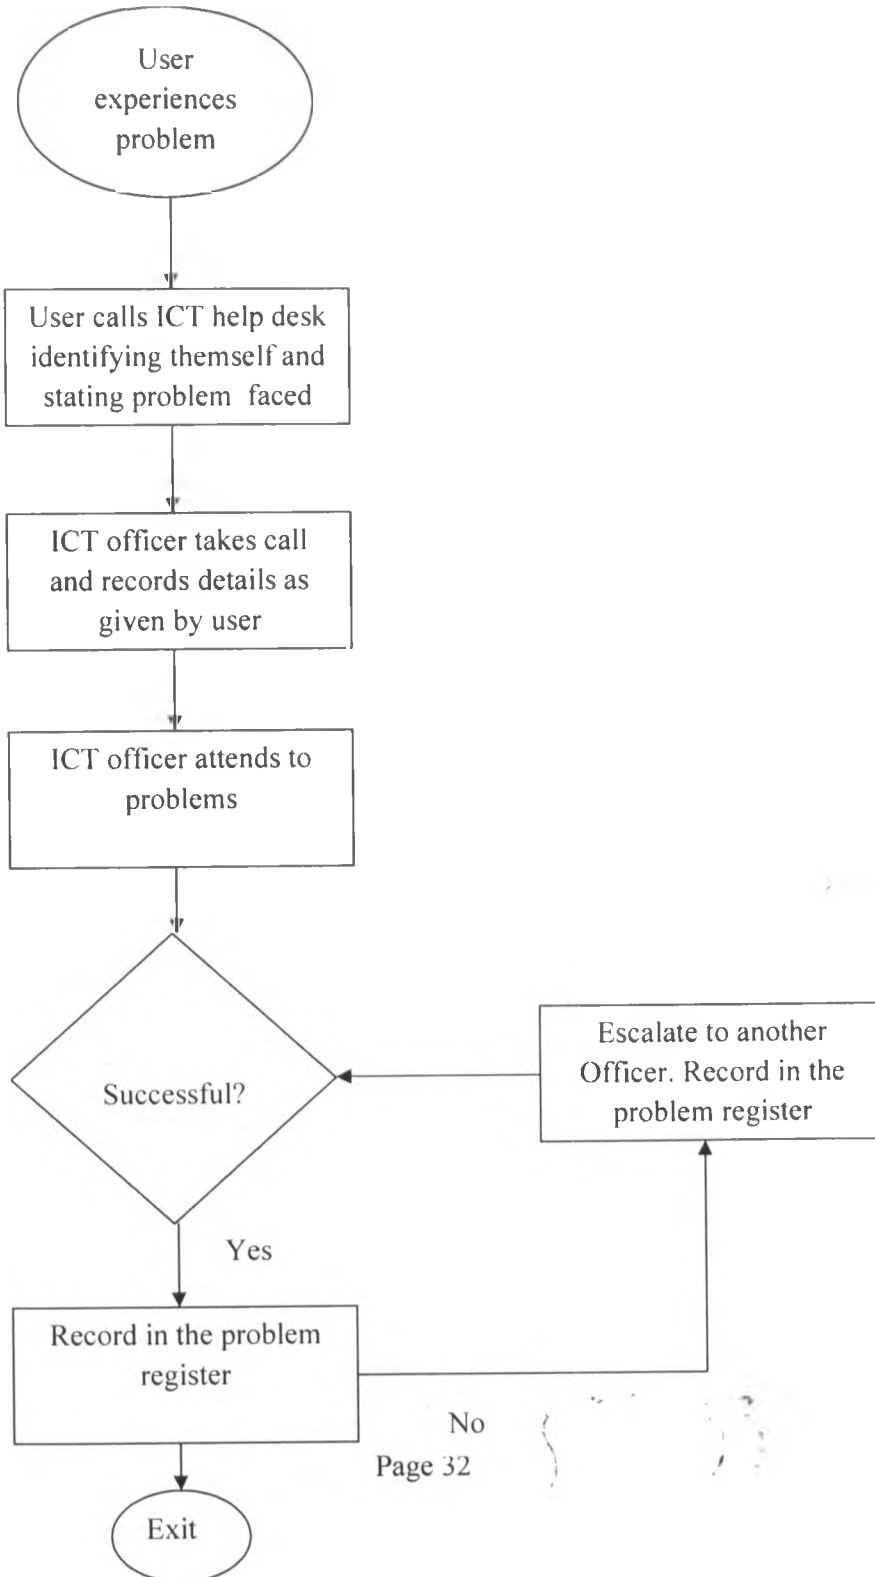 User
experiences
problem
User calls ICT help desk
identifying themself and
stating problem faced
ICT officer takes call
and records details as
given by user
ICT officer attends to
problems
Successful?
Escalate to another
Officer. Record in the
problem register
Yes
Record in the problem
register
No
Page 32
Exit